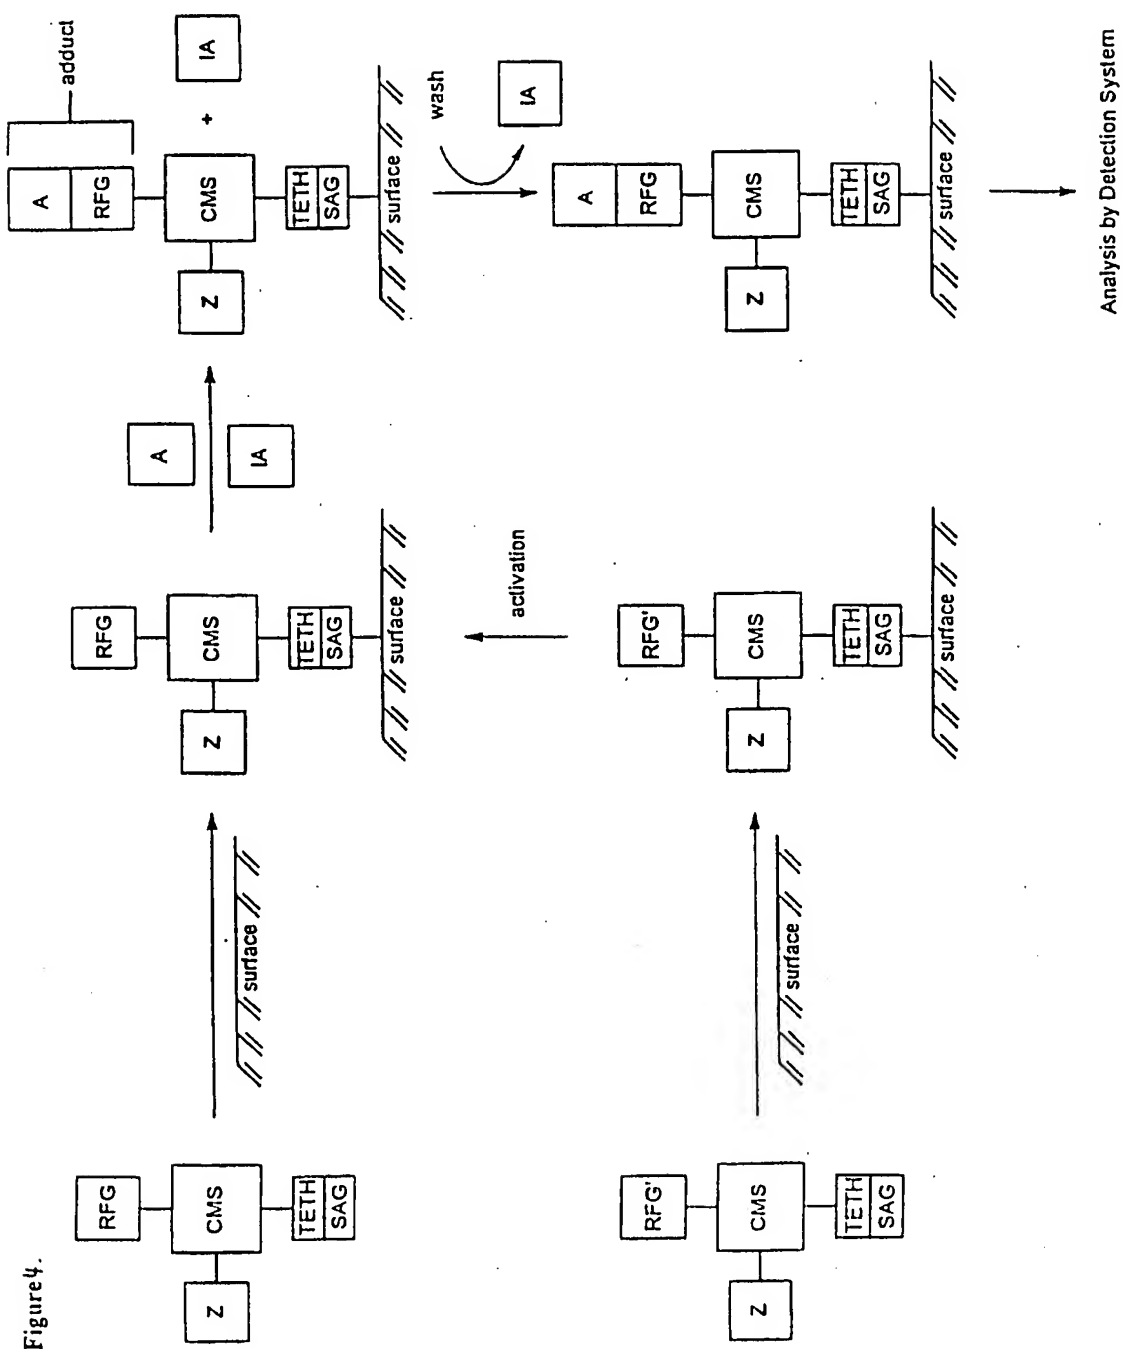 Figure 4.
A
adduct
RFG
RFG
RFG
A
Z
CMS
Z
CMS
Z
CMS
+
IA
surface
IA
TETH
TETH
TETH
SAG
SAG
SAG
surface
surface
wash
activation
IA
A
RFG'
RFG'
RFG
Z
CMS
Z
CMS
Z
CMS
surface
TETH
TETH
TETH
SAG
SAG
SAG
surface
surface
Analysis by Detection System